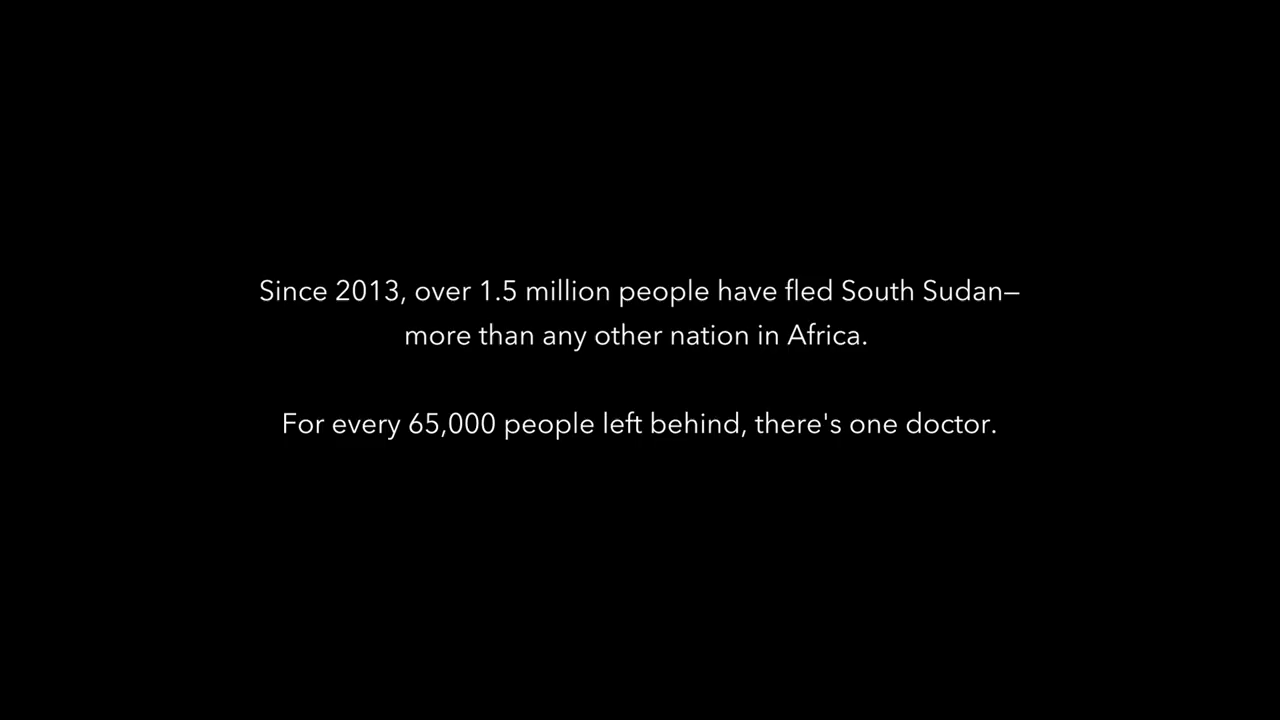 Since 2013, over 1.5 million people have fled South Sudan—
more than any other nation in Africa.
For every 65,000 people left behind, there's one doctor.